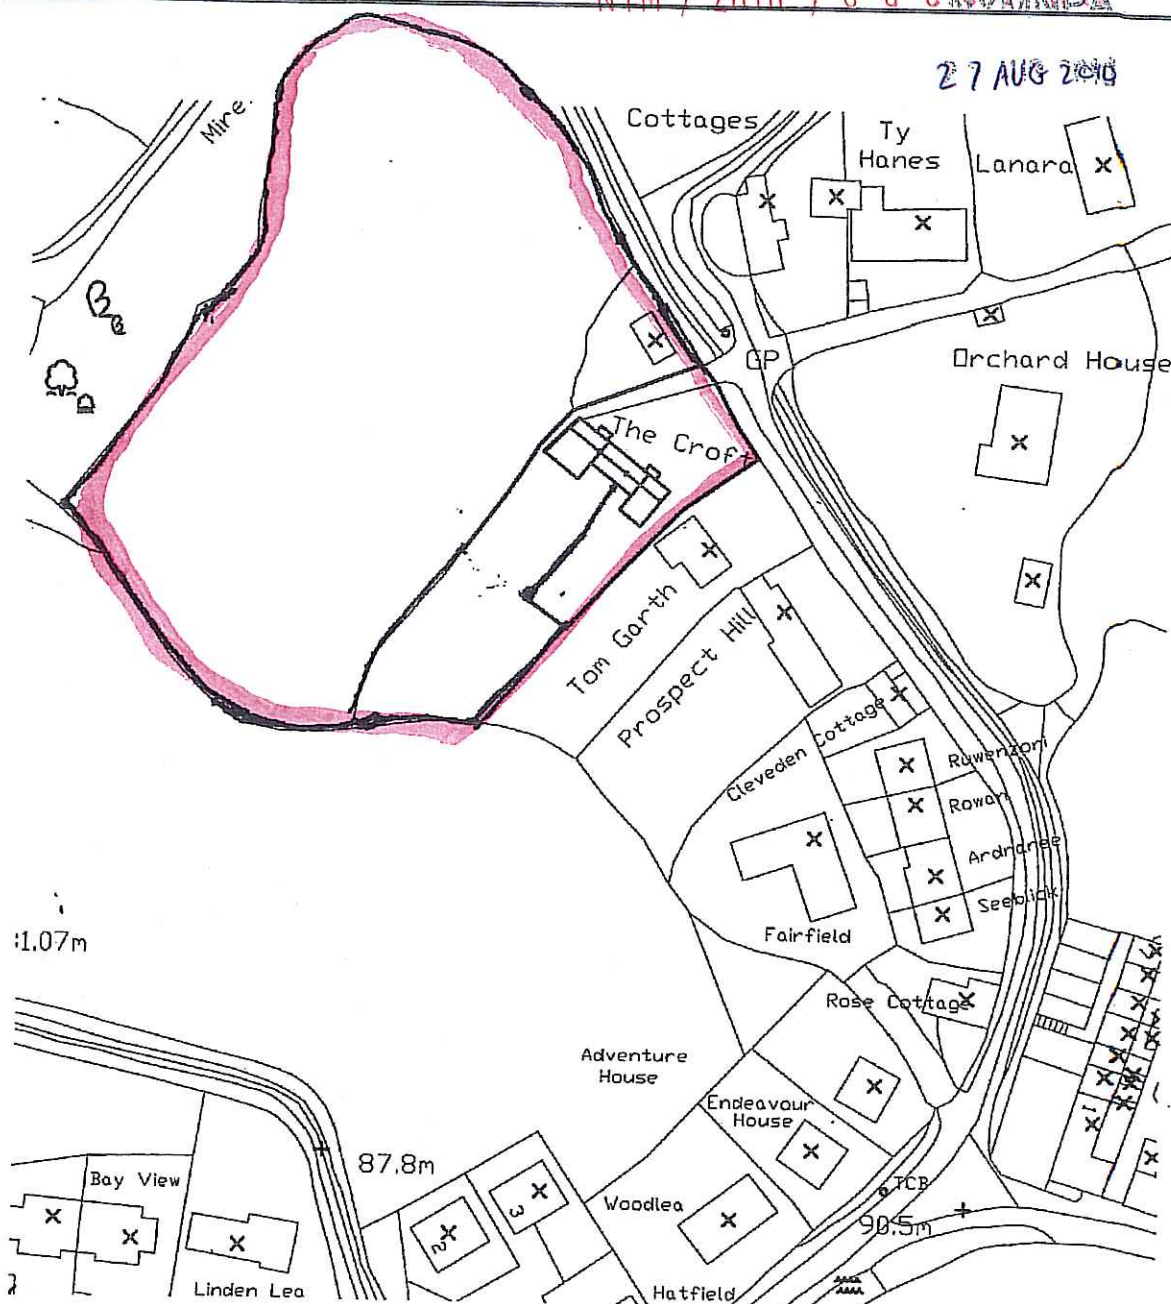 27 AUG 2010
Mire
Cottages
Ty
Hanes
Lanara
GP
Orchard House
The Croft
Tom Garth
Prospect Hill
Cleveden Cottage
Ruwenzori
Rowan
Ardnaree
Seeblick
Fairfield
:1.07m
Rose Cottage
Adventure
House
Endeavour
House
87.8m
Bay View
3
2
Woodlea
TCB
90.5m
Linden Lea
Hatfield
1